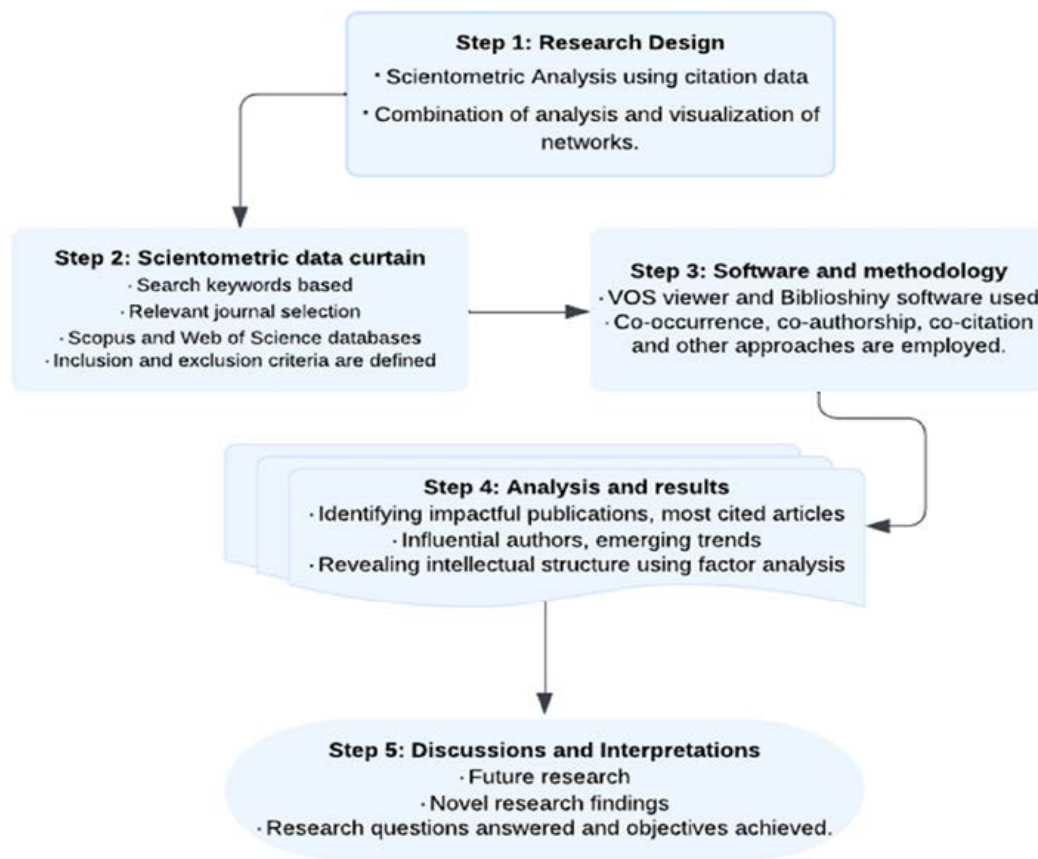 Step 1: Research Design
· Scientometric Analysis using citation data
· Combination of analysis and visualization of
networks.
Step 2: Scientometric data curtain
· Search keywords based
· Relevant journal selection
· Scopus and Web of Science databases
· Inclusion and exclusion criteria are defined
Step 3: Software and methodology
· VOS viewer and Biblioshiny software used
· Co-occurrence, co-authorship, co-citation
and other approaches are employed.
Step 4: Analysis and results
· Identifying impactful publications, most cited articles
· Influential authors, emerging trends
· Revealing intellectual structure using factor analysis
Step 5: Discussions and Interpretations
· Future research
· Novel research findings
· Research questions answered and objectives achieved.